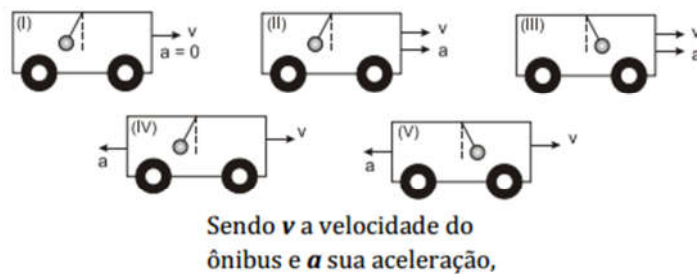 (I)
v
a = 0
(II)
v
a
(III)
v
a
(IV)
a
v
(V)
a
v
Sendo v a velocidade do
ônibus e a sua aceleração,